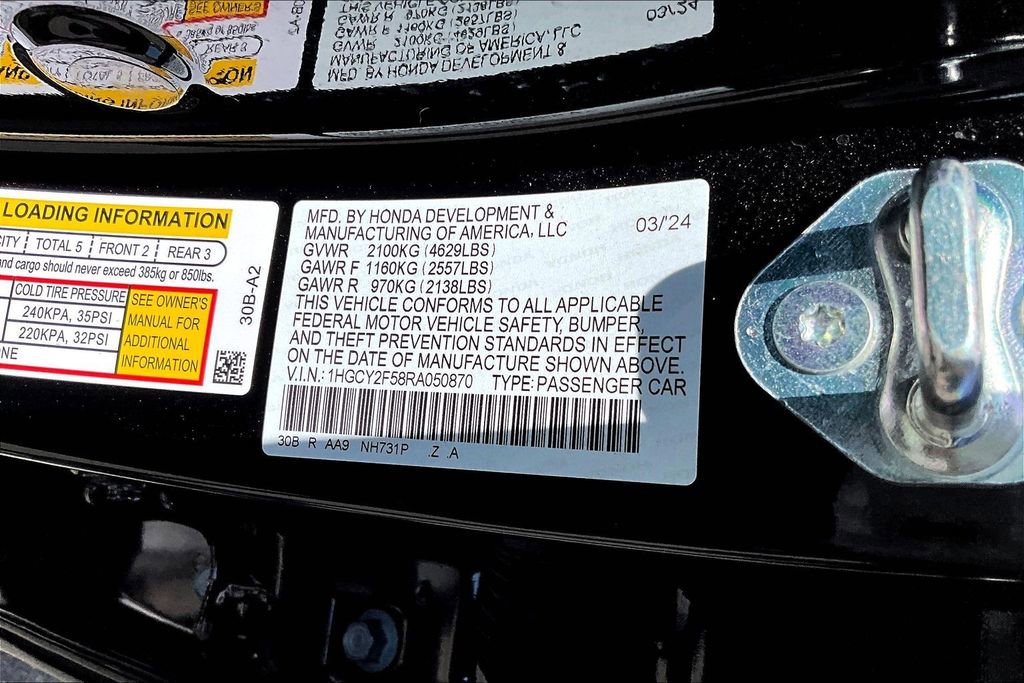 LOADING INFORMATION
CITY TOTAL 5 FRONT 2 REAR 3
and cargo should never exceed 385kg or 850lbs.
COLD TIRE PRESSURE
240KPA, 35PSI
220KPA, 32PSI
SEE OWNER'S
MANUAL FOR
ADDITIONAL
INFORMATION
30B-A2
MFD. BY HONDA DEVELOPMENT &
MANUFACTURING OF AMERICA, LLC 03/'24
GVWR 2100KG (4629LBS)
GAWR F 1160KG (2557LBS)
GAWR R 970KG (2138LBS)
THIS VEHICLE CONFORMS TO ALL APPLICABLE
FEDERAL MOTOR VEHICLE SAFETY, BUMPER,
AND THEFT PREVENTION STANDARDS IN EFFECT
ON THE DATE OF MANUFACTURE SHOWN ABOVE.
V.I.N.: 1HGCY2F58RA050870 TYPE: PASSENGER CAR
30B R AA9 NH731P .Z .A